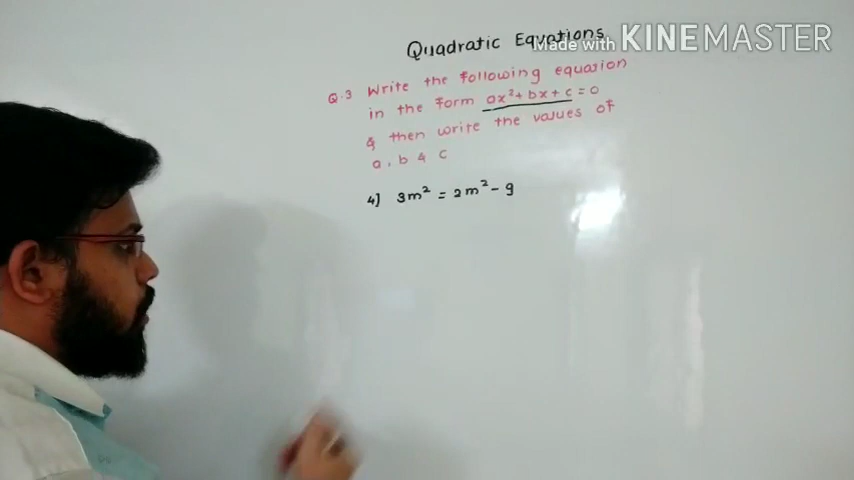 Quadratic Equations
Made with KINEMASTER
Q.3 Write the following equation
in the form ax²+bx+c=0
& then write the values of
a, b & c
4] 3m² = 2m² - 9